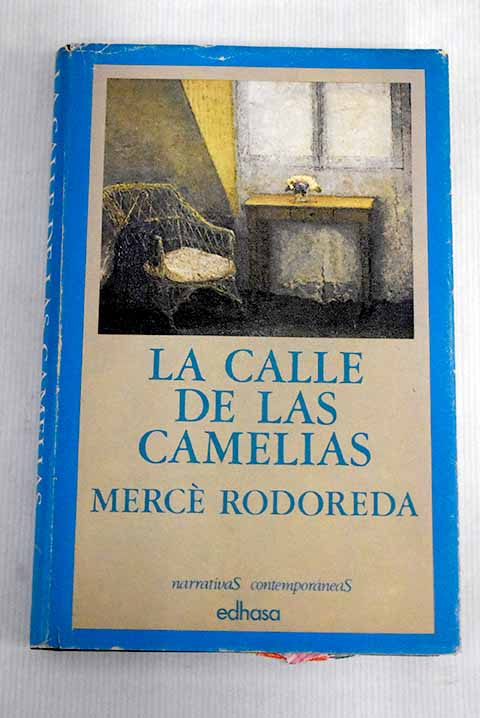 LA CALLE
DE LAS
CAMELIAS
MERCÈ RODOREDA
narrativaS contemporáneaS
edhasa
LA CALLE DE LAS CAMELIAS